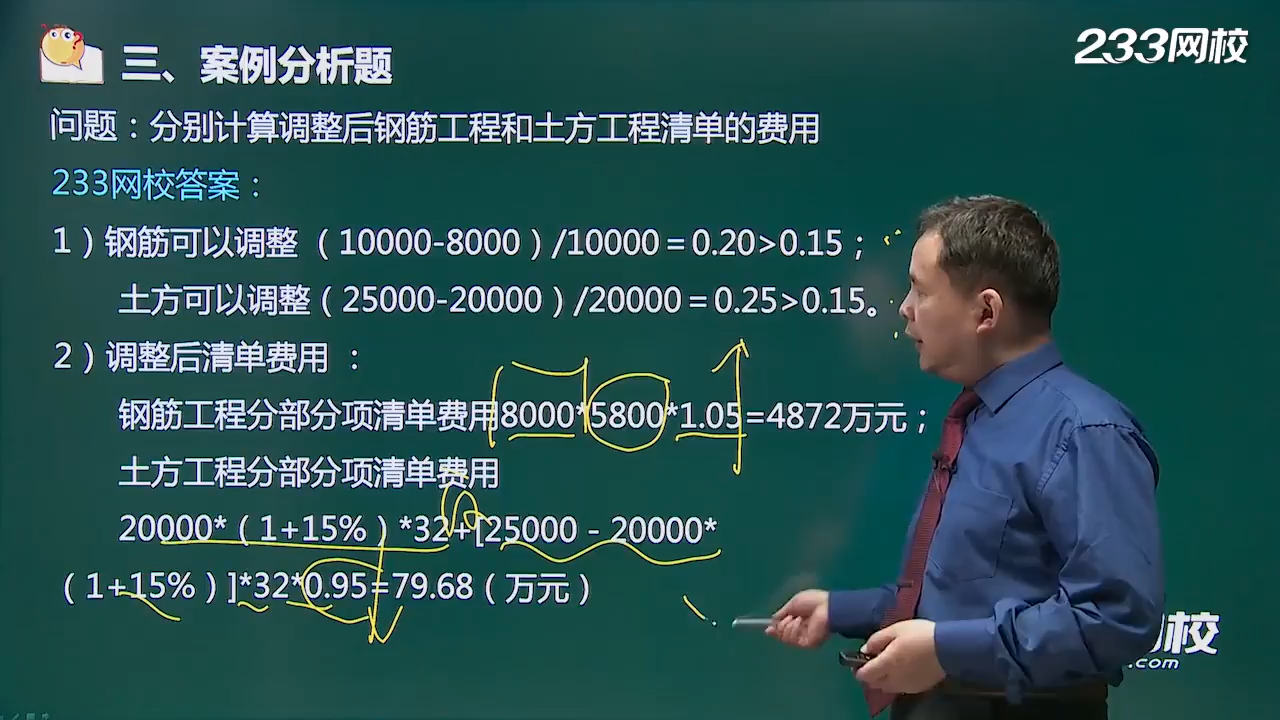 三、案例分析题
233网校
问题：分别计算调整后钢筋工程和土方工程清单的费用
233网校答案：
1）钢筋可以调整（10000-8000）/10000＝0.20>0.15；
土方可以调整（25000-20000）/20000＝0.25>0.15。
2）调整后清单费用：
钢筋工程分部分项清单费用8000*5800*1.05=4872万元；
土方工程分部分项清单费用
20000*（1+15%）*32+[25000－20000*
（1+15%）]*32*0.95=79.68（万元）
网校
.com